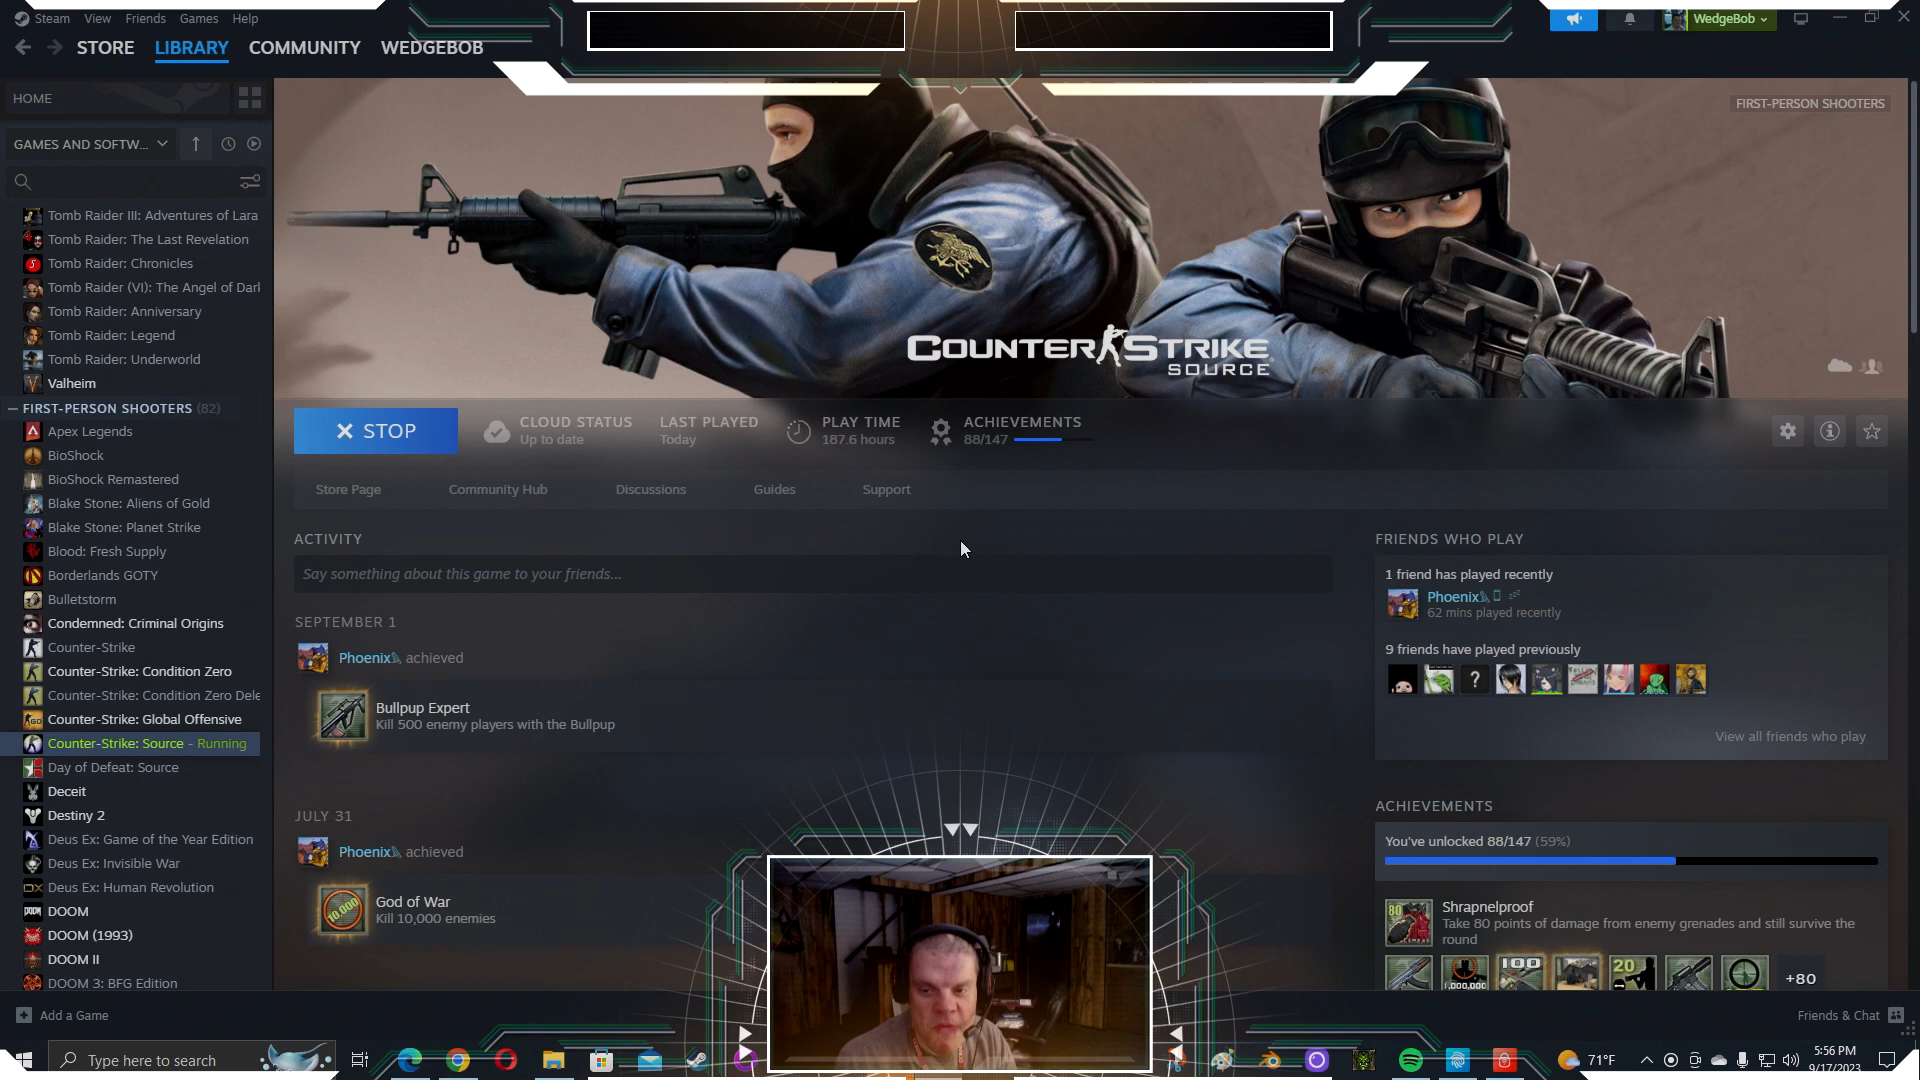 Steam View Friends Games Help
WedgeBob
STORE LIBRARY COMMUNITY WEDGEBOB
HOME
GAMES AND SOFTW...
Tomb Raider III: Adventures of Lara
Tomb Raider: The Last Revelation
Tomb Raider: Chronicles
Tomb Raider (VI): The Angel of Dark
Tomb Raider: Anniversary
Tomb Raider: Legend
Tomb Raider: Underworld
Valheim
FIRST-PERSON SHOOTERS (82)
Apex Legends
BioShock
BioShock Remastered
Blake Stone: Aliens of Gold
Blake Stone: Planet Strike
Blood: Fresh Supply
Borderlands GOTY
Bulletstorm
Condemned: Criminal Origins
Counter-Strike
Counter-Strike: Condition Zero
Counter-Strike: Condition Zero Dele
Counter-Strike: Global Offensive
Counter-Strike: Source - Running
Day of Defeat: Source
Deceit
Destiny 2
Deus Ex: Game of the Year Edition
Deus Ex: Invisible War
Deus Ex: Human Revolution
DOOM
DOOM (1993)
DOOM II
DOOM 3: BFG Edition
Add a Game
FIRST-PERSON SHOOTERS
COUNTER STRIKE
SOURCE
STOP
CLOUD STATUS
Up to date
LAST PLAYED
Today
PLAY TIME
187.6 hours
ACHIEVEMENTS
88/147
Store Page Community Hub Discussions Guides Support
ACTIVITY
Say something about this game to your friends...
SEPTEMBER 1
Phoenix achieved
Bullpup Expert
Kill 500 enemy players with the Bullpup
JULY 31
Phoenix achieved
10,000
God of War
Kill 10,000 enemies
FRIENDS WHO PLAY
1 friend has played recently
Phoenix
62 mins played recently
9 friends have played previously
View all friends who play
ACHIEVEMENTS
You've unlocked 88/147 (59%)
80
Shrapnelproof
Take 80 points of damage from enemy grenades and still survive the
round
1,000,000
100
20
+80
Friends & Chat
Type here to search
71°F
5:56 PM
9/17/2023